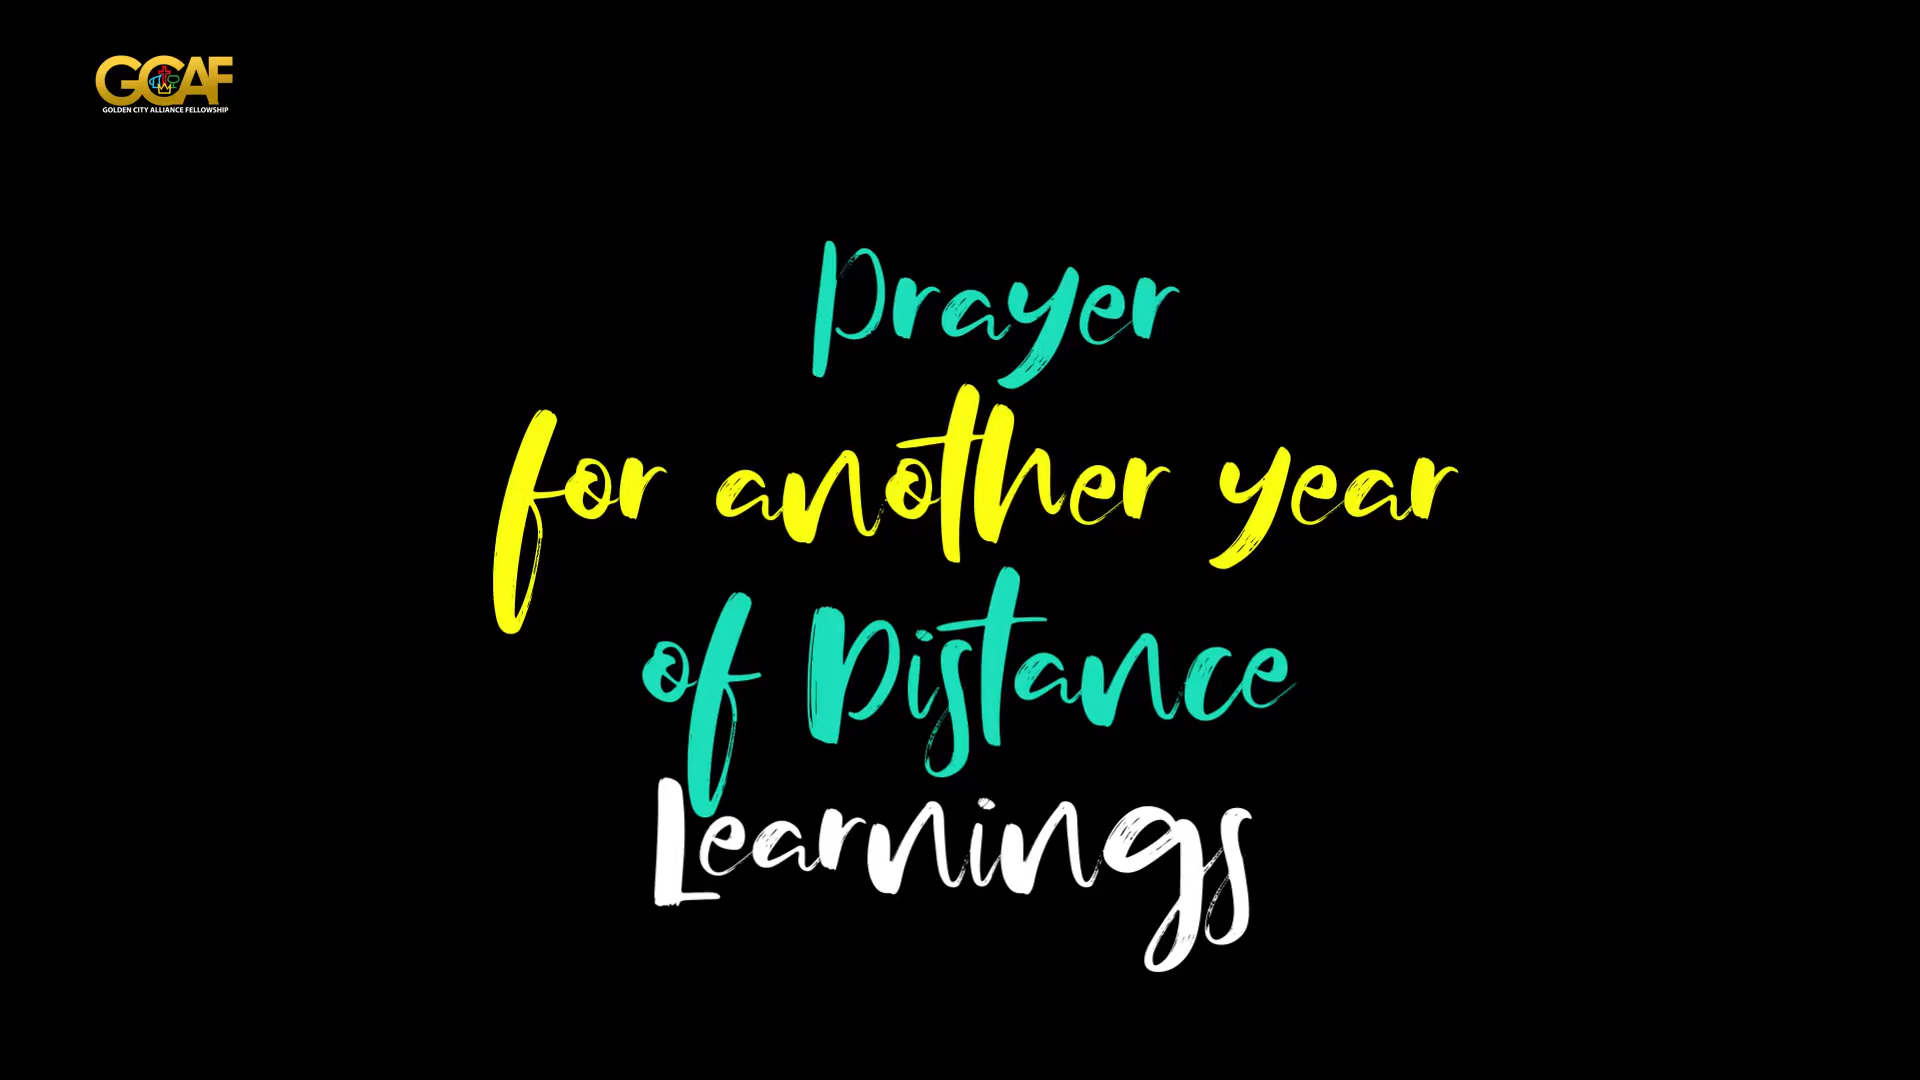 GCAF
GOLDEN CITY ALLIANCE FELLOWSHIP
Prayer
for another year
of Distance
Learnings